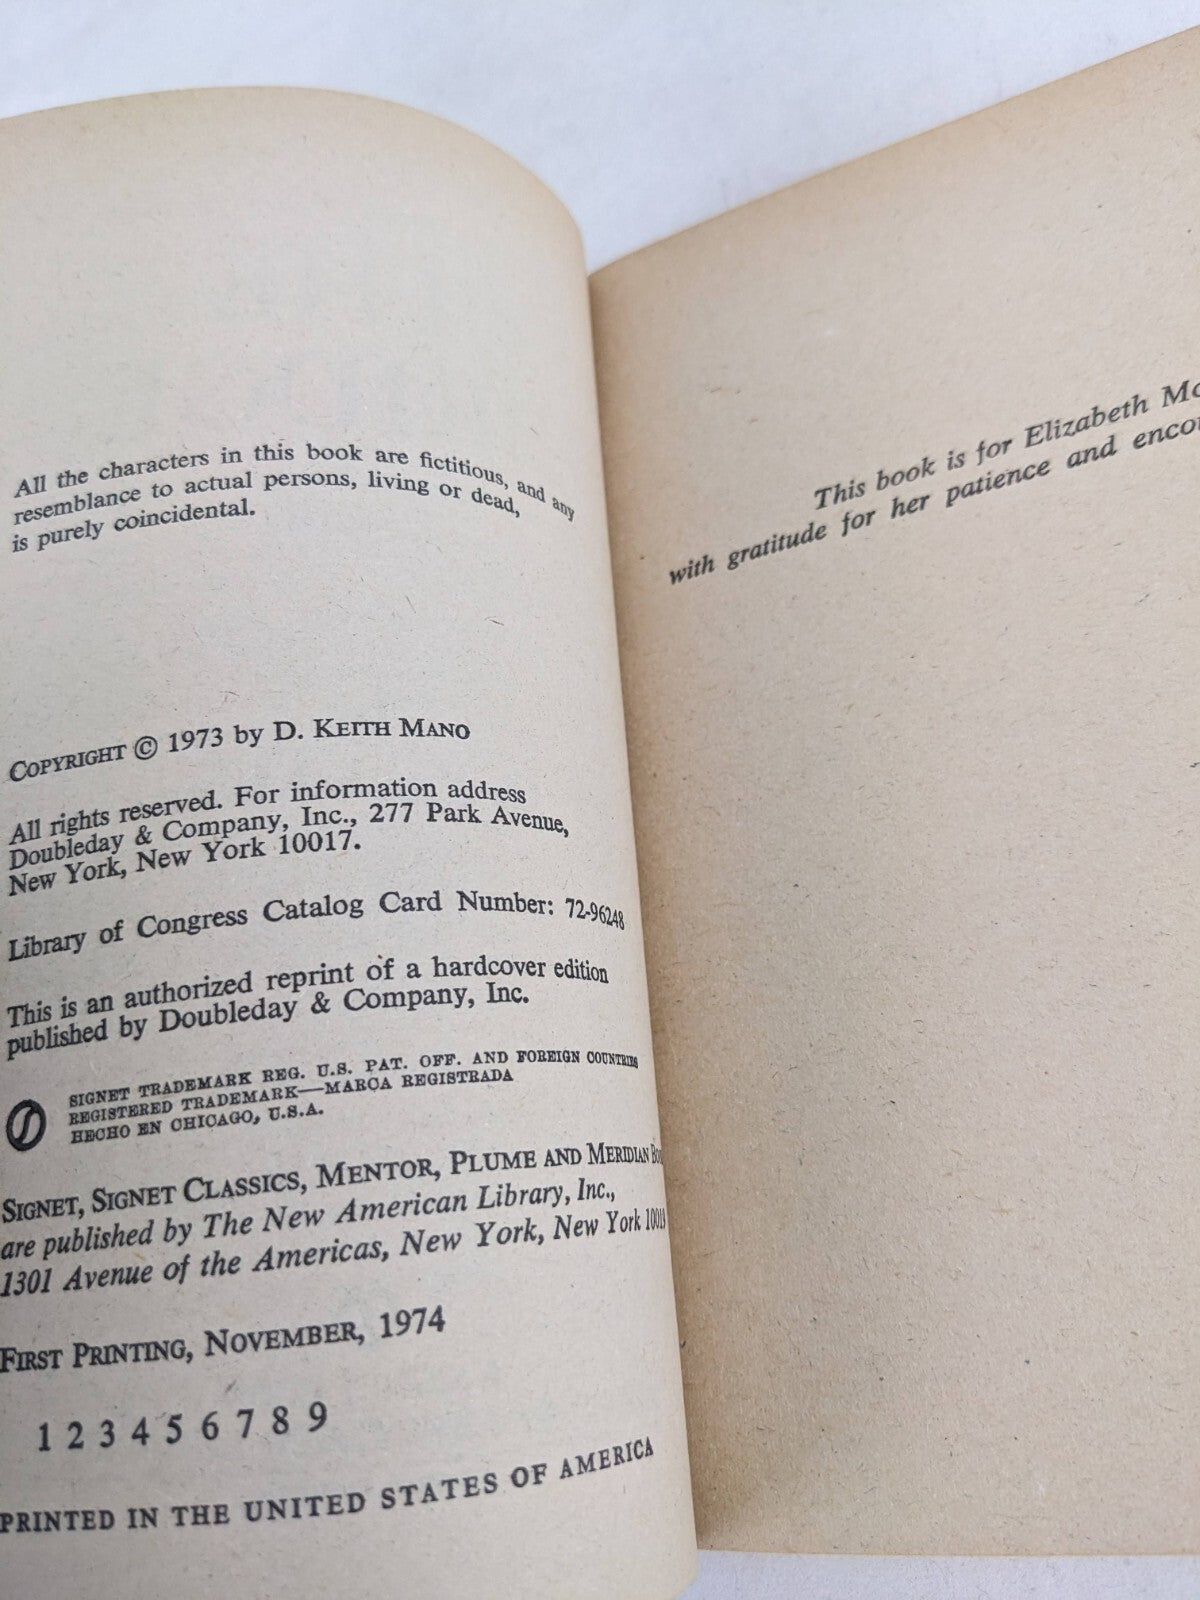 All the characters in this book are fictitious, and any
resemblance to actual persons, living or dead,
is purely coincidental.
COPYRIGHT © 1973 by D. KEITH MANO
All rights reserved. For information address
Doubleday & Company, Inc., 277 Park Avenue,
New York, New York 10017.
Library of Congress Catalog Card Number: 72-96248
This is an authorized reprint of a hardcover edition
published by Doubleday & Company, Inc.
SIGNET TRADEMARK REG. U.S. PAT. OFF. AND FOREIGN COUNTRIES
REGISTERED TRADEMARK—MARCA REGISTRADA
HECHO EN CHICAGO, U.S.A.
SIGNET, SIGNET CLASSICS, MENTOR, PLUME AND MERIDIAN
are published by The New American Library, Inc.,
1301 Avenue of the Americas, New York, New York 10019
FIRST PRINTING, NOVEMBER, 1974
1 2 3 4 5 6 7 8 9
PRINTED IN THE UNITED STATES OF AMERICA
This book is for Elizabeth
with gratitude for her patience and